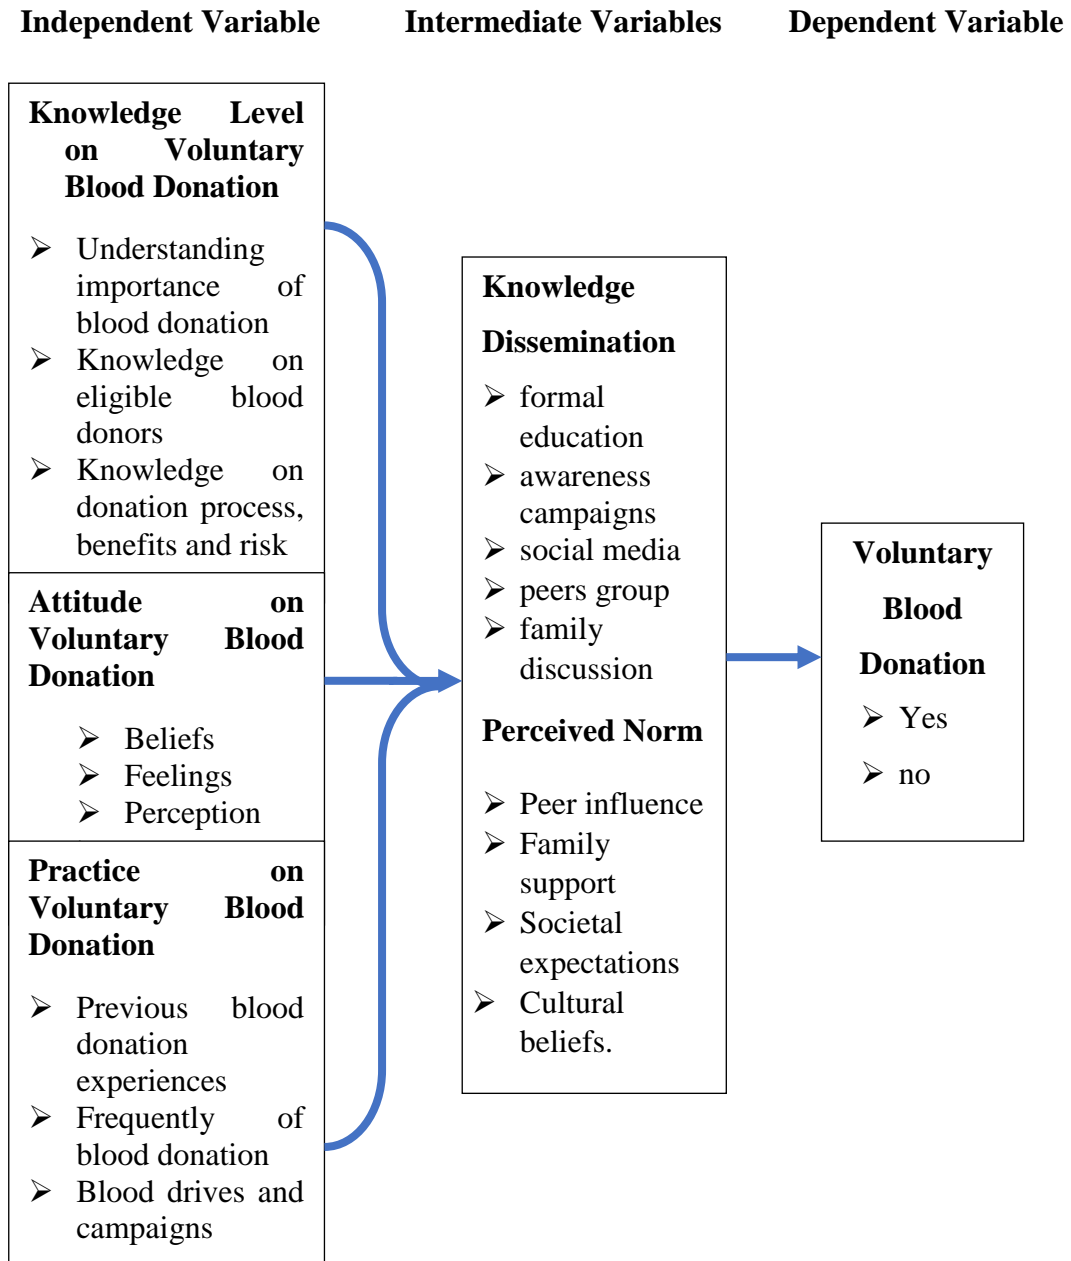 Independent Variable
Intermediate Variables
Dependent Variable
Knowledge Level
on Voluntary
Blood Donation
➤ Understanding
importance of
blood donation
➤ Knowledge on
eligible blood
donors
➤ Knowledge on
donation process,
benefits and risk
Attitude on
Voluntary Blood
Donation
➤ Beliefs
➤ Feelings
➤ Perception
Practice on
Voluntary Blood
Donation
➤ Previous blood
donation
experiences
➤ Frequently of
blood donation
➤ Blood drives and
campaigns
Knowledge
Dissemination
➤ formal
education
➤ awareness
campaigns
➤ social media
➤ peers group
➤ family
discussion
Perceived Norm
➤ Peer influence
➤ Family
support
➤ Societal
expectations
➤ Cultural
beliefs.
Voluntary
Blood
Donation
➤ Yes
➤ no